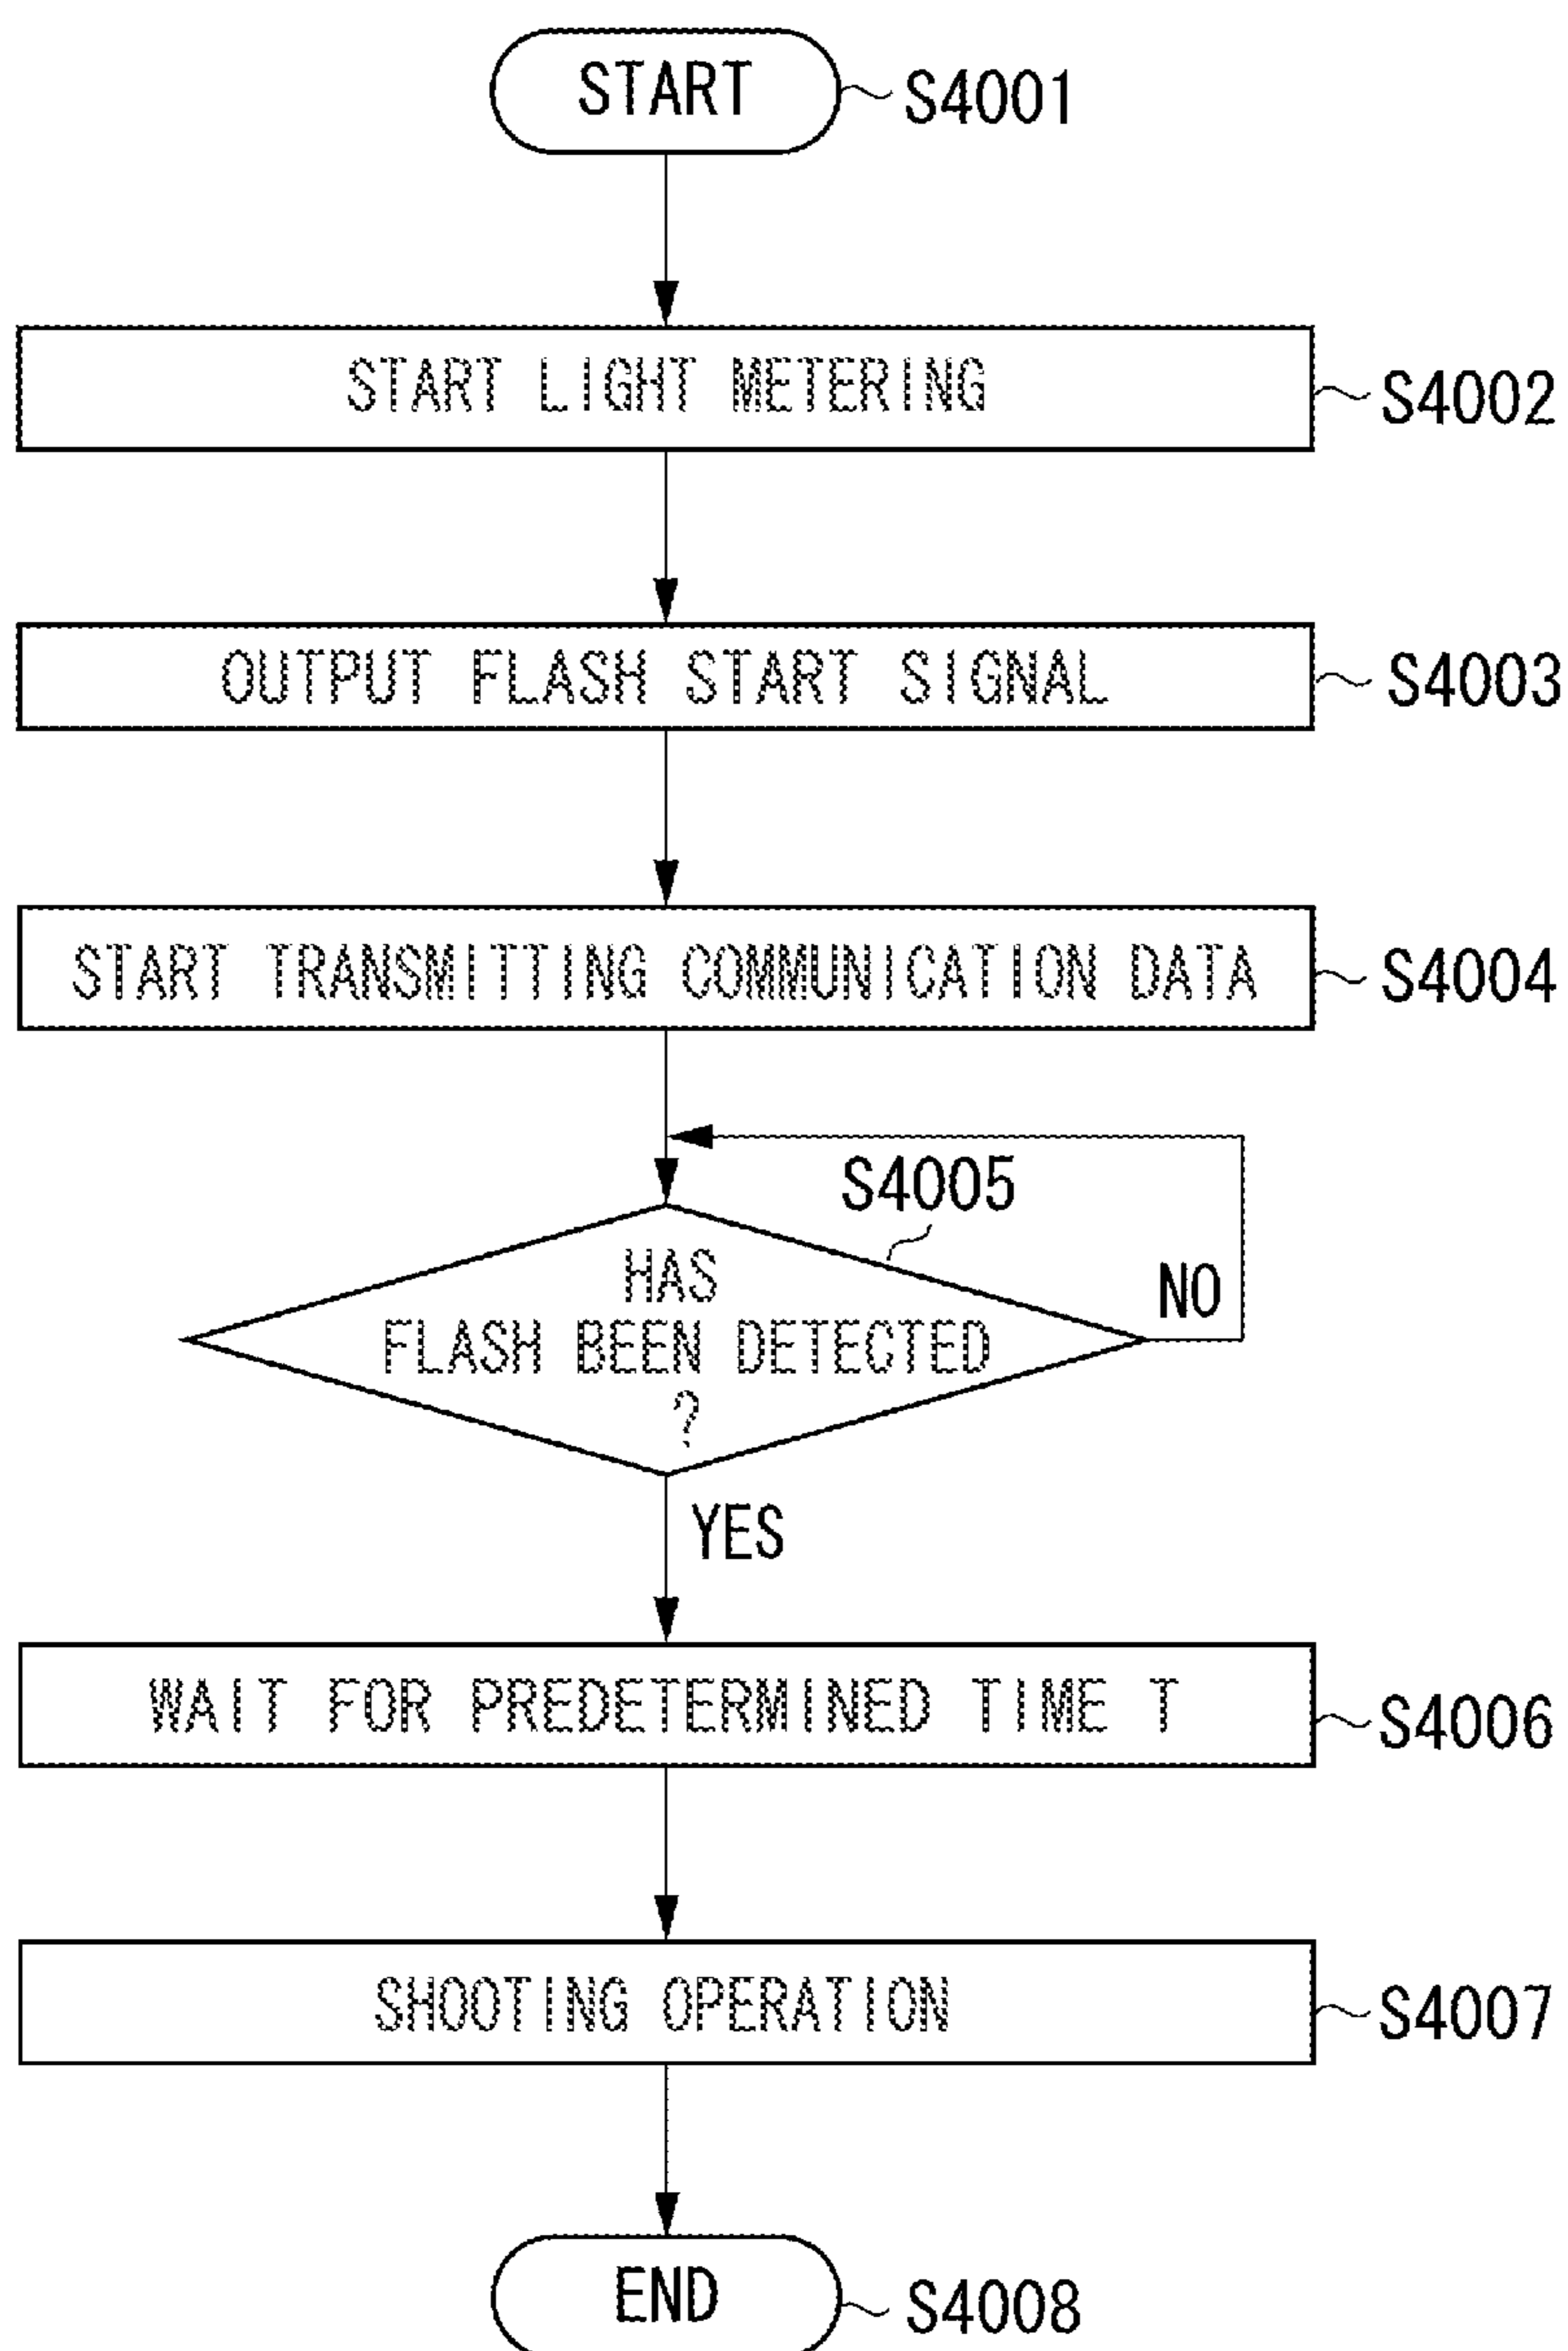 START
S4001
START LIGHT METERING
S4002
OUTPUT FLASH START SIGNAL
S4003
START TRANSMITTING COMMUNICATION DATA
S4004
S4005
HAS
FLASH BEEN DETECTED
?
NO
YES
WAIT FOR PREDETERMINED TIME T
S4006
SHOOTING OPERATION
S4007
END
S4008